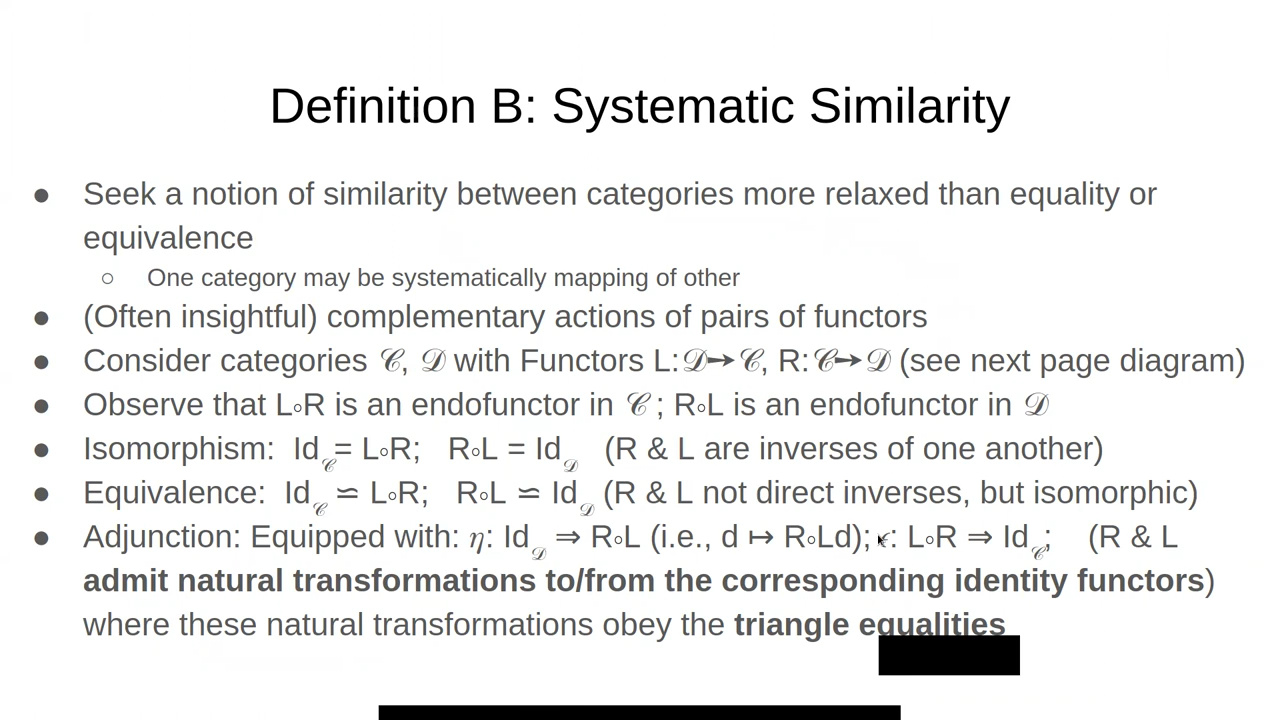 Definition B: Systematic Similarity
● Seek a notion of similarity between categories more relaxed than equality or
equivalence
○ One category may be systematically mapping of other
● (Often insightful) complementary actions of pairs of functors
● Consider categories 𝒞, 𝒟 with Functors L:𝒟→𝒞, R:𝒞→𝒟 (see next page diagram)
● Observe that L∘R is an endofunctor in 𝒞 ; R∘L is an endofunctor in 𝒟
● Isomorphism: Id𝒞 = L∘R; R∘L = Id𝒟 (R & L are inverses of one another)
● Equivalence: Id𝒞 ≌ L∘R; R∘L ≌ Id𝒟 (R & L not direct inverses, but isomorphic)
● Adjunction: Equipped with: η: Id𝒟 ⇒ R∘L (i.e., d ↦ R∘Ld); ϵ: L∘R ⇒ Id𝒞; (R & L
admit natural transformations to/from the corresponding identity functors)
where these natural transformations obey the triangle equalities